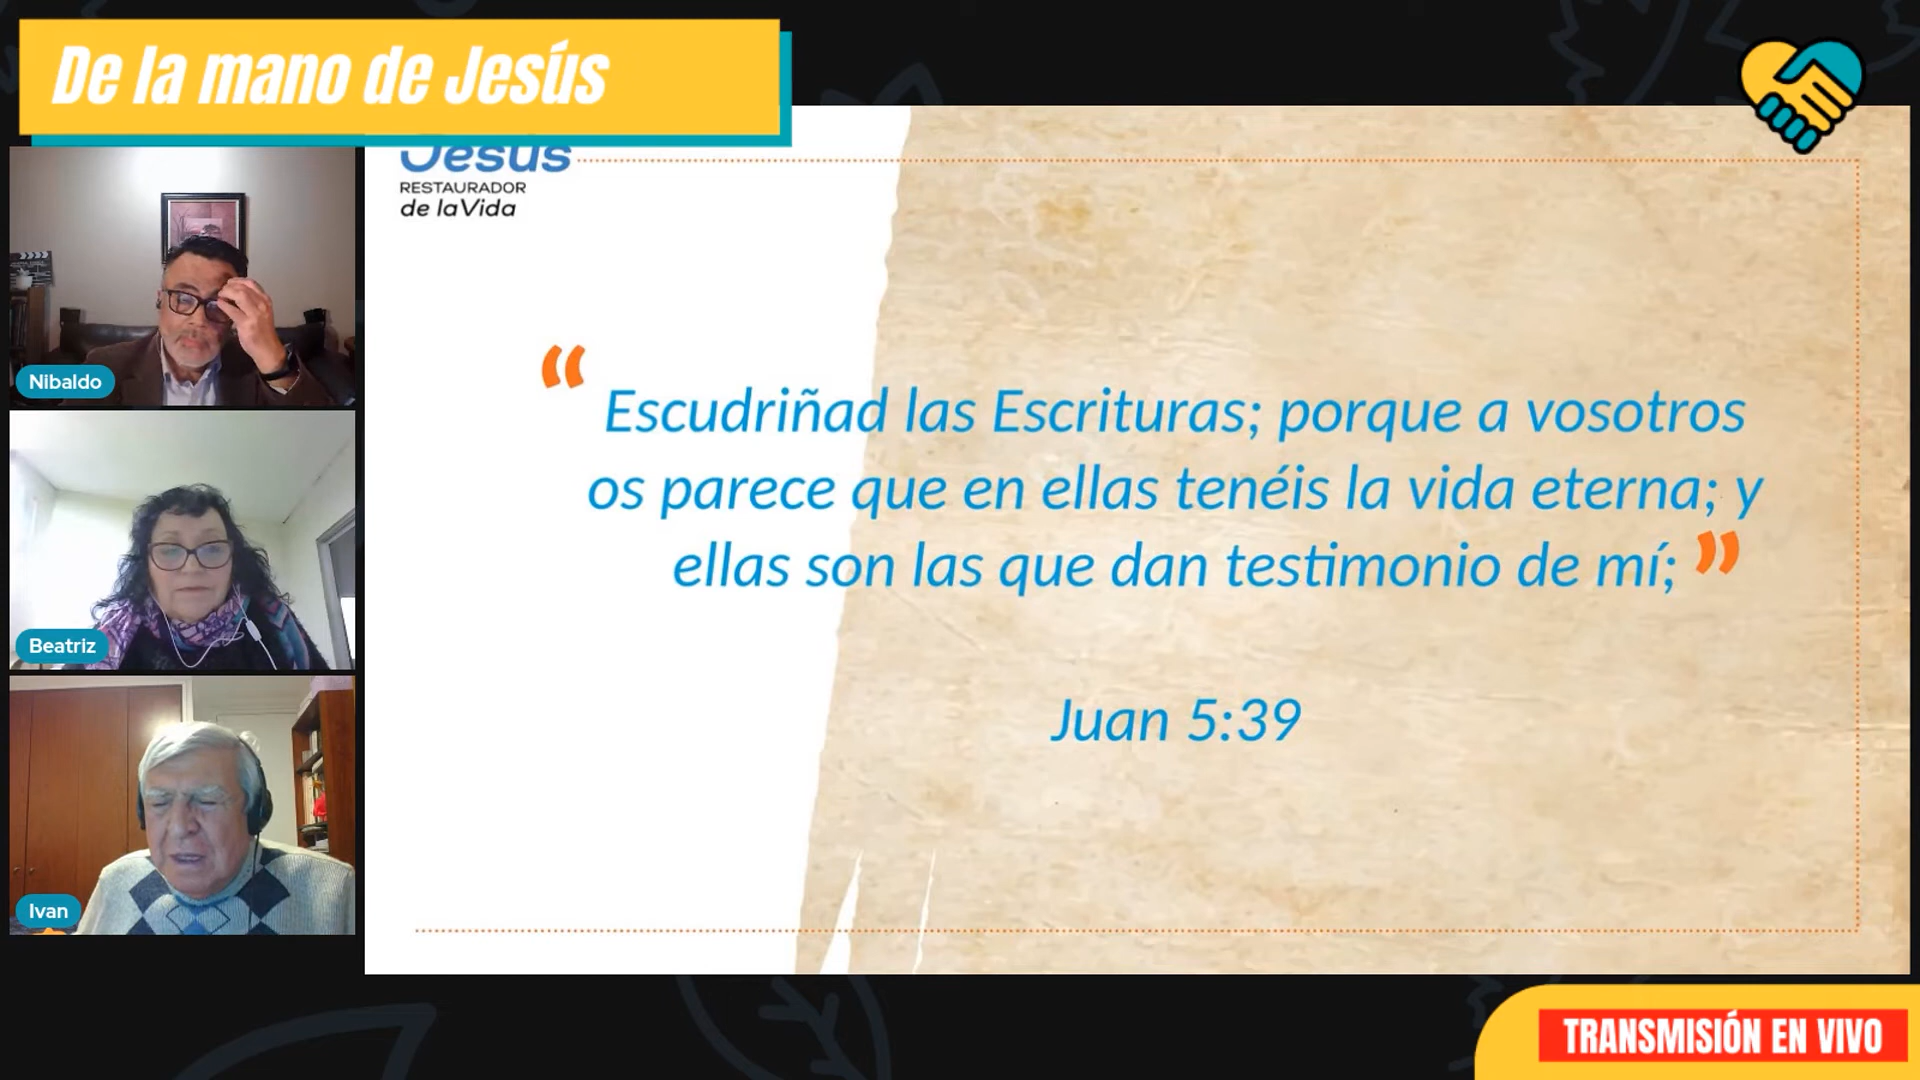 De la mano de Jesús
Jesús
RESTAURADOR
de la Vida
Nibaldo
Beatriz
Ivan
“ Escudriñad las Escrituras; porque a vosotros
os parece que en ellas tenéis la vida eterna; y
ellas son las que dan testimonio de mí; ”
Juan 5:39
TRANSMISIÓN EN VIVO